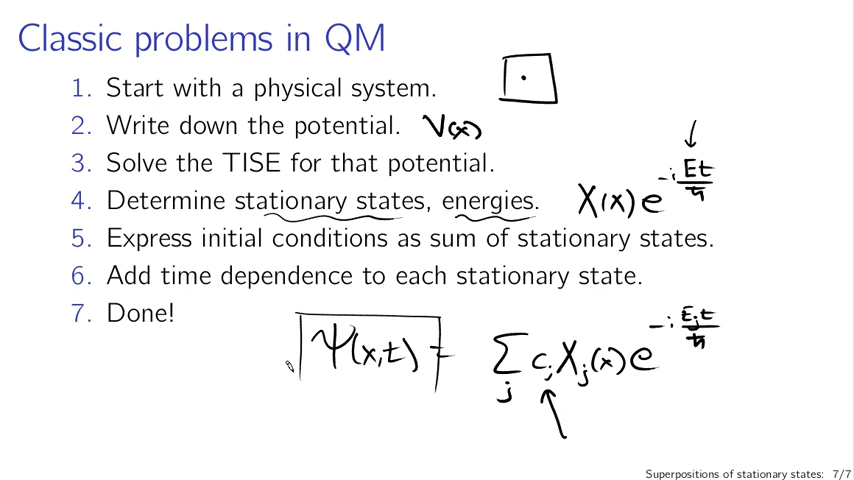 Classic problems in QM
1. Start with a physical system.
2. Write down the potential. V(x)
3. Solve the TISE for that potential.
4. Determine stationary states, energies. X(x)e^{-iEt/ħ}
5. Express initial conditions as sum of stationary states.
6. Add time dependence to each stationary state.
7. Done!
Ψ(x,t) = Σ_j c_j X_j(x) e^{-iE_jt/ħ}
Superpositions of stationary states: 7/7